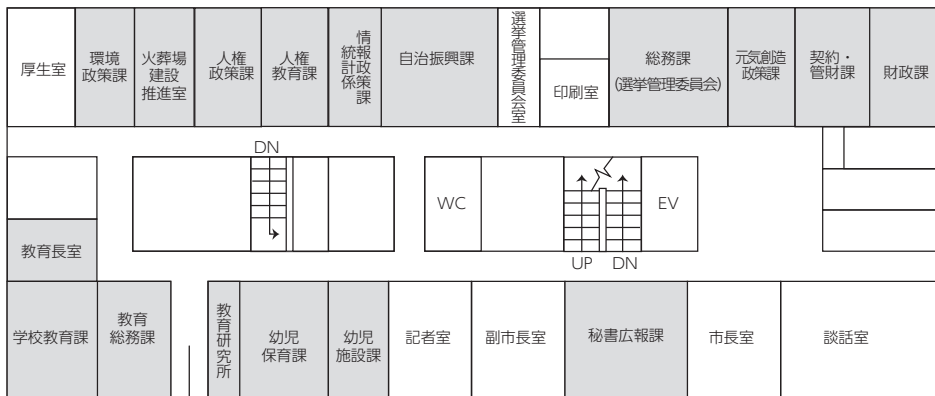 厚生室
環境
政策課
火葬場
建設
推進室
人権
政策課
人権
教育課
情報政策課
統計係
自治振興課
選挙管理委員会室
印刷室
総務課
(選挙管理委員会)
元気創造
政策課
契約・
管財課
財政課
DN
WC
UP
DN
EV
教育長室
学校教育課
教育
総務課
教育研究所
幼児
保育課
幼児
施設課
記者室
副市長室
秘書広報課
市長室
談話室